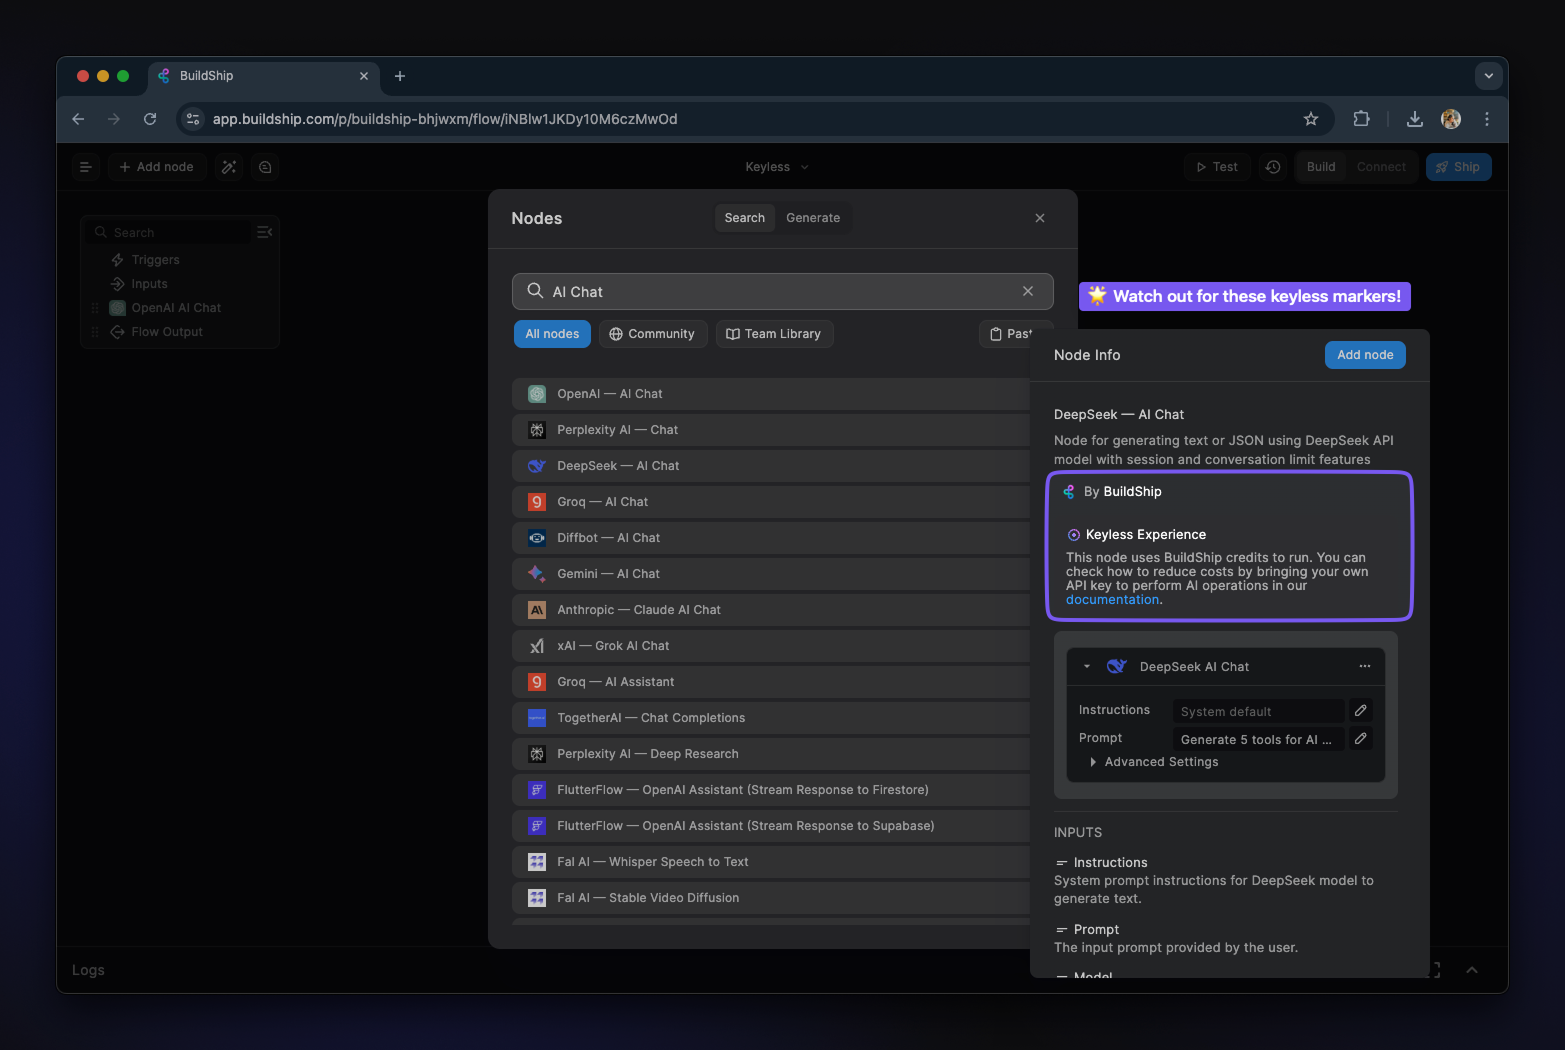 BuildShip
app.buildship.com/p/buildship-bhjwxm/flow/iNBlw1JKDy10M6czMwOd
Add node
Keyless
Test
Build
Connect
Ship
Search
Triggers
Inputs
OpenAI AI Chat
Flow Output
Nodes
Search
Generate
AI Chat
All nodes
Community
Team Library
Past
OpenAI — AI Chat
Perplexity AI — Chat
DeepSeek — AI Chat
Groq — AI Chat
Diffbot — AI Chat
Gemini — AI Chat
Anthropic — Claude AI Chat
xAI — Grok AI Chat
Groq — AI Assistant
TogetherAI — Chat Completions
Perplexity AI — Deep Research
FlutterFlow — OpenAI Assistant (Stream Response to Firestore)
FlutterFlow — OpenAI Assistant (Stream Response to Supabase)
Fal AI — Whisper Speech to Text
Fal AI — Stable Video Diffusion
🌟 Watch out for these keyless markers!
Node Info
Add node
DeepSeek — AI Chat
Node for generating text or JSON using DeepSeek API
model with session and conversation limit features
By BuildShip
Keyless Experience
This node uses BuildShip credits to run. You can
check how to reduce costs by bringing your own
API key to perform AI operations in our
documentation.
DeepSeek AI Chat
Instructions
System default
Prompt
Generate 5 tools for AI ...
Advanced Settings
INPUTS
Instructions
System prompt instructions for DeepSeek model to
generate text.
Prompt
The input prompt provided by the user.
Model
Logs